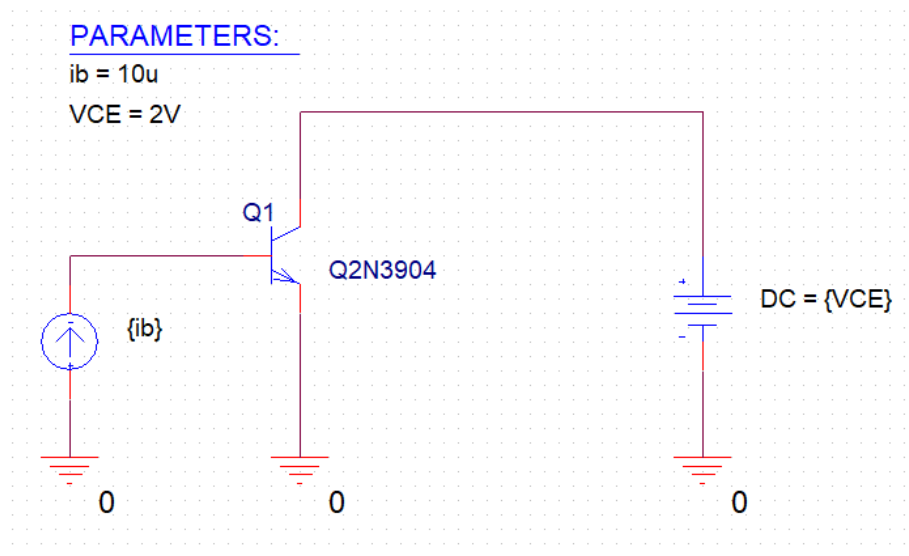 PARAMETERS:
ib = 10u
VCE = 2V
Q1
Q2N3904
{ib}
+
DC = {VCE}
-
-
+
0
0
0